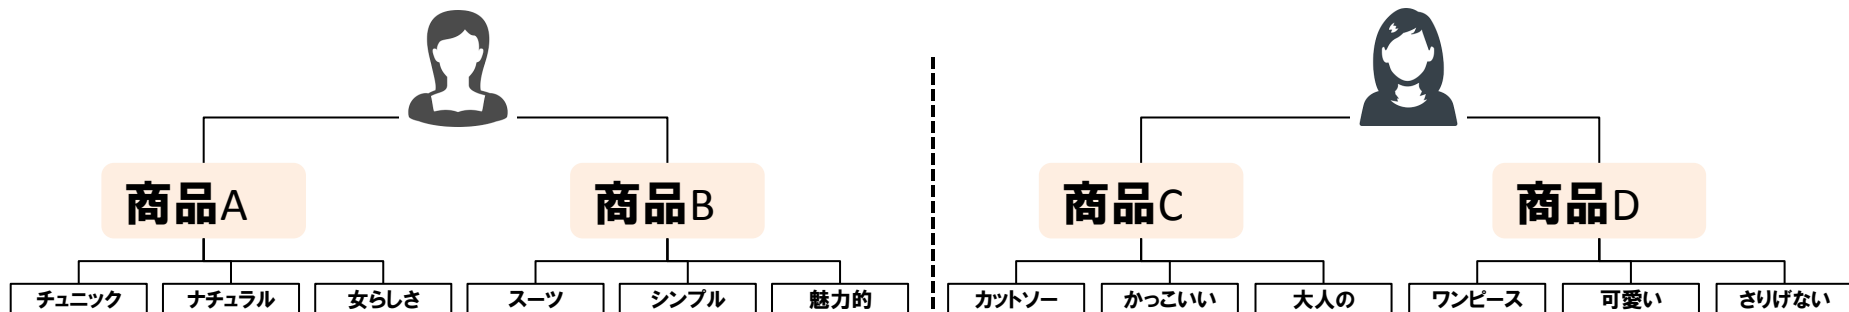 商品A
商品B
商品C
商品D
チュニック
ナチュラル
女らしさ
スーツ
シンプル
魅力的
カットソー
かっこいい
大人の
ワンピース
可愛い
さりげない